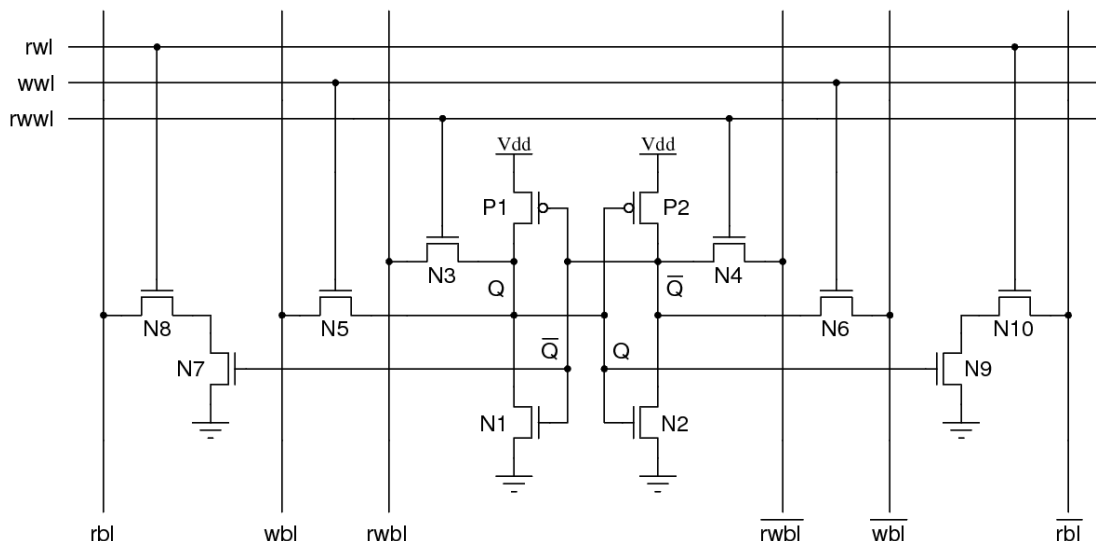 rwl
wwl
rwwl
Vdd Vdd
P1 P2
N3 N4
Q Q̅
N8 N5 N6 N10
Q̅ Q
N7 N9
N1 N2
rbl wbl rwbl r̅w̅b̅l̅ w̅b̅l̅ r̅b̅l̅